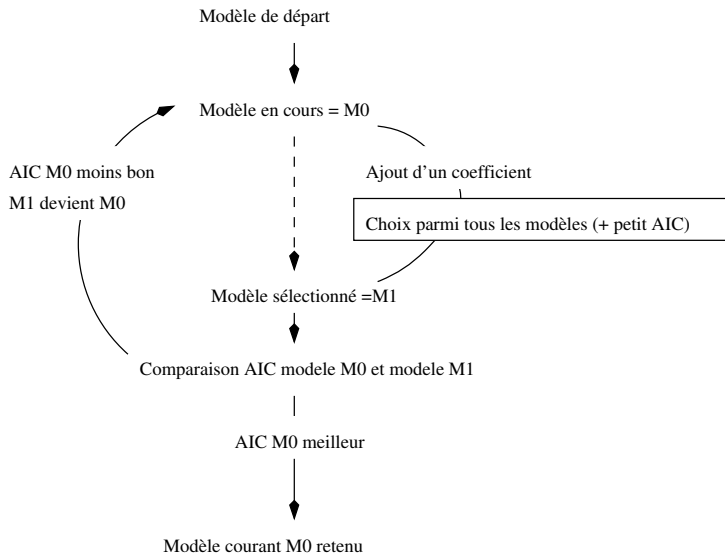 Modèle de départ
Modèle en cours = M0
AIC M0 moins bon
M1 devient M0
Ajout d'un coefficient
Choix parmi tous les modèles (+ petit AIC)
Modèle sélectionné =M1
Comparaison AIC modele M0 et modele M1
AIC M0 meilleur
Modèle courant M0 retenu